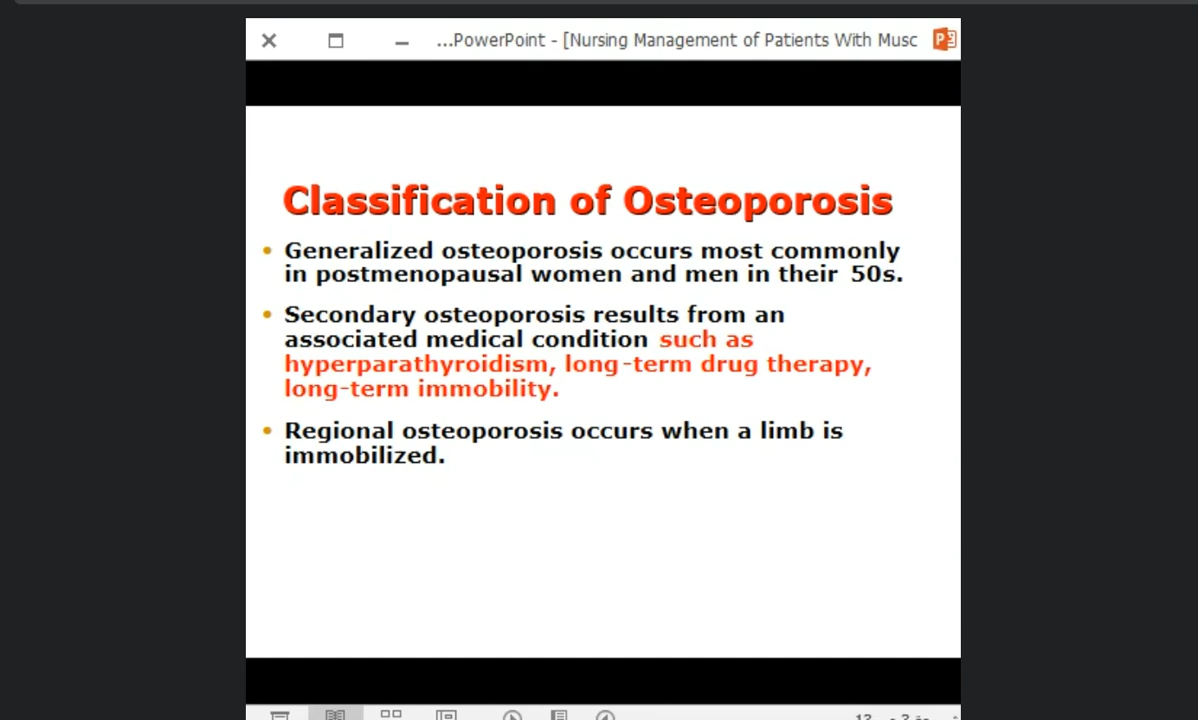 ...PowerPoint - [Nursing Management of Patients With Musc
Classification of Osteoporosis
• Generalized osteoporosis occurs most commonly
in postmenopausal women and men in their 50s.
• Secondary osteoporosis results from an
associated medical condition such as
hyperparathyroidism, long-term drug therapy,
long-term immobility.
• Regional osteoporosis occurs when a limb is
immobilized.